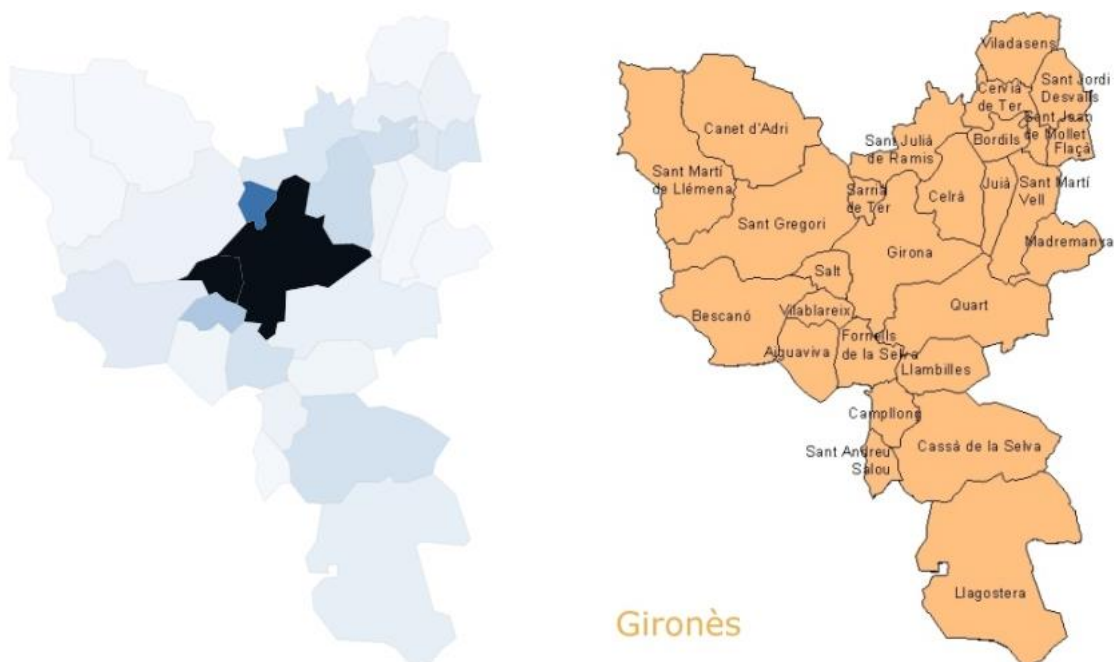 Viladasens
Sant Jordi
Desvalls
Cervià
de Ter
Sant Joan
de Mollet
Canet d'Adri
Sant Julià
de Ramis
Bordils
Flaçà
Sant Martí
de Llémena
Sarrià
de Ter
Celrà
Juià
Sant Martí
Vell
Sant Gregori
Madremanya
Girona
Salt
Bescanó
Vilablareix
Quart
Aiguaviva
Fornells
de la Selva
Llambilles
Campllong
Sant Andreu
Salou
Cassà de la Selva
Llagostera
Gironès